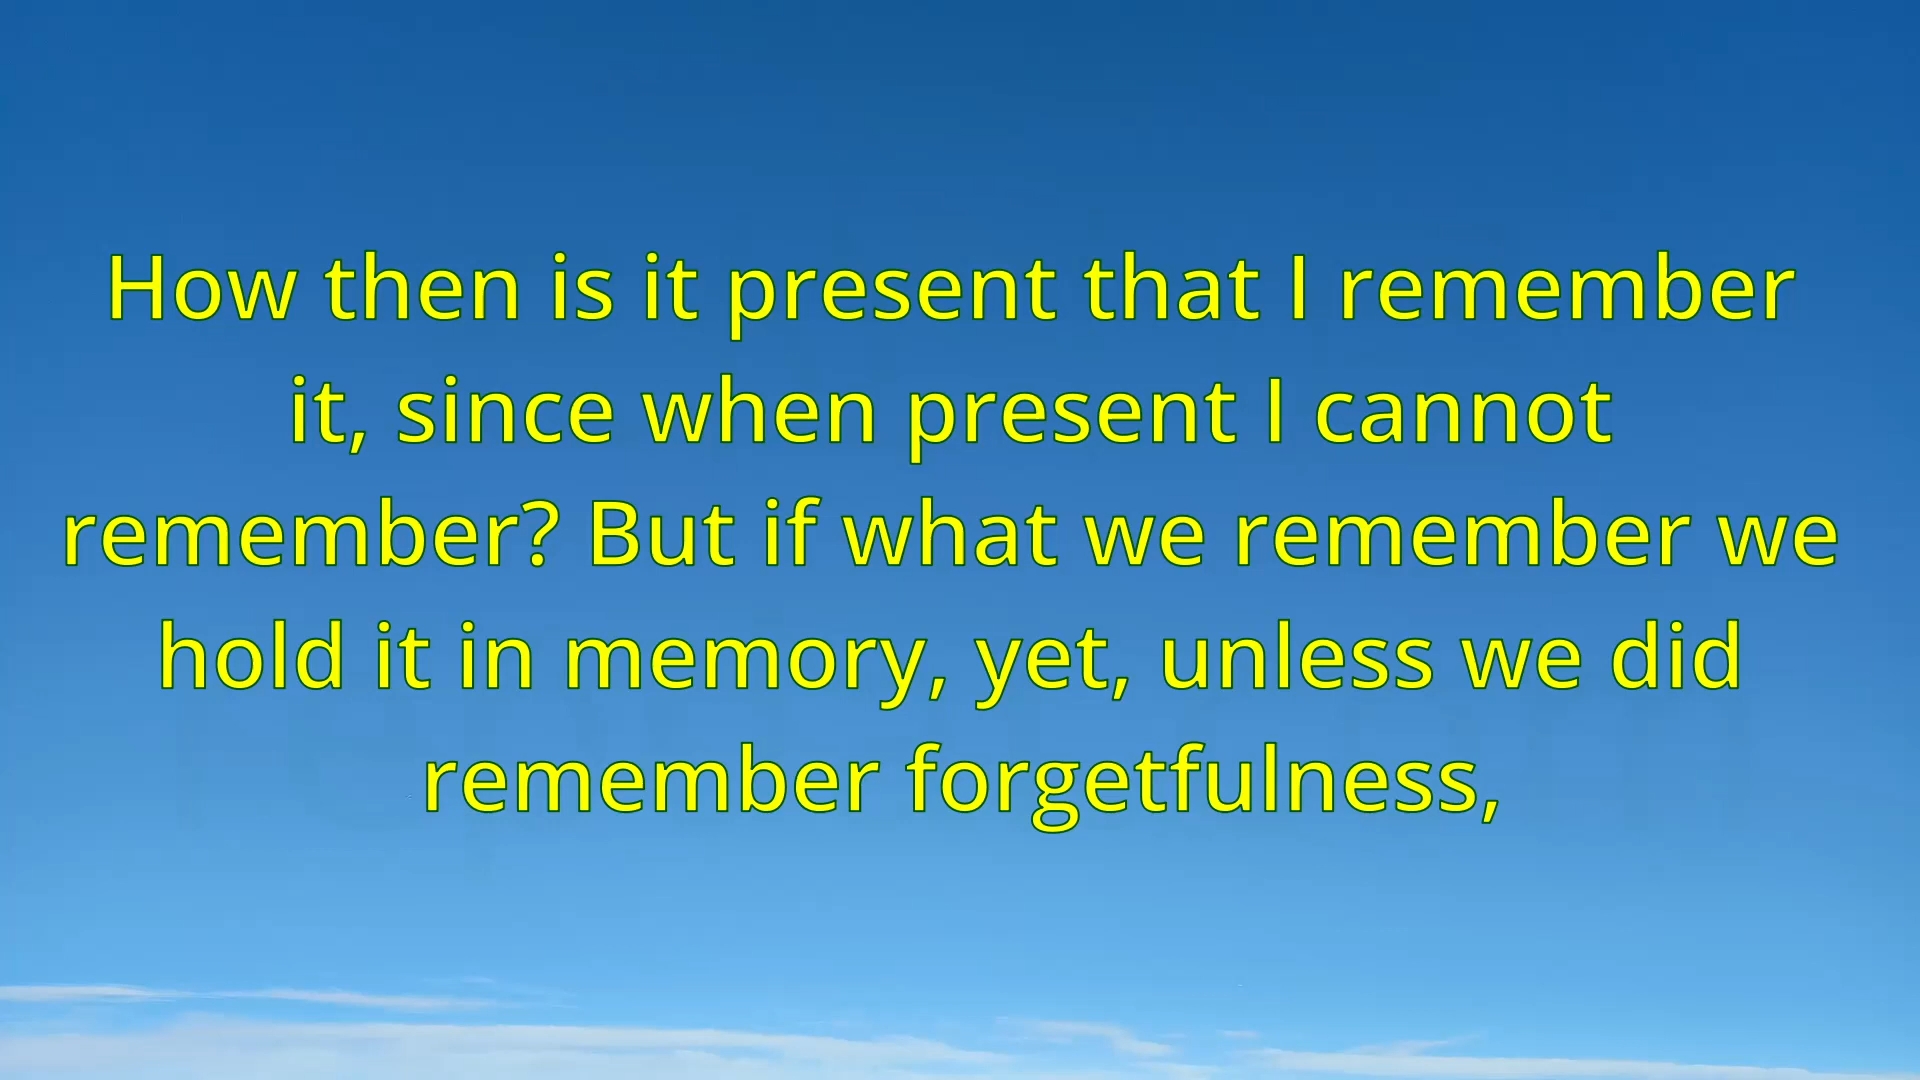 How then is it present that I remember
it, since when present I cannot
remember? But if what we remember we
hold it in memory, yet, unless we did
remember forgetfulness,